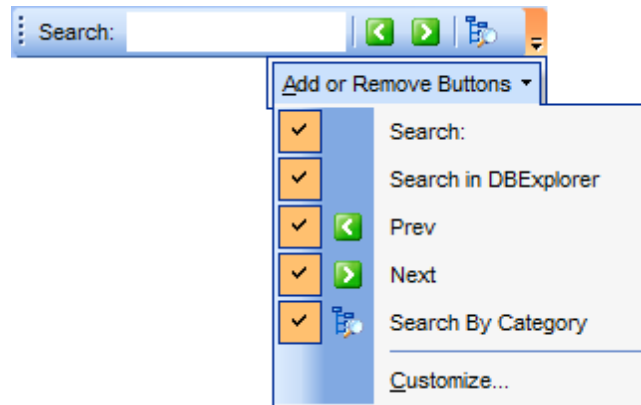 Search:
Add or Remove Buttons
Search:
Search in DBExplorer
Prev
Next
Search By Category
Customize...